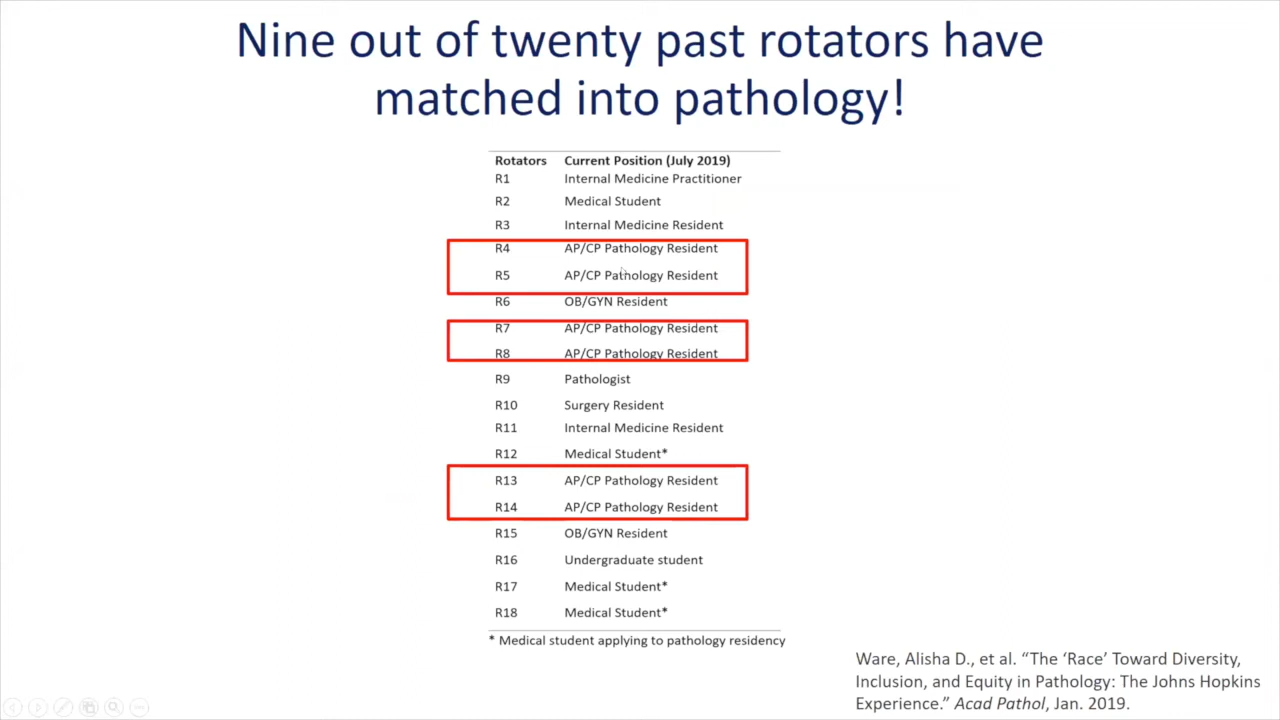 Nine out of twenty past rotators have
matched into pathology!
Rotators Current Position (July 2019)
R1 Internal Medicine Practitioner
R2 Medical Student
R3 Internal Medicine Resident
R4 AP/CP Pathology Resident
R5 AP/CP Pathology Resident
R6 OB/GYN Resident
R7 AP/CP Pathology Resident
R8 AP/CP Pathology Resident
R9 Pathologist
R10 Surgery Resident
R11 Internal Medicine Resident
R12 Medical Student*
R13 AP/CP Pathology Resident
R14 AP/CP Pathology Resident
R15 OB/GYN Resident
R16 Undergraduate student
R17 Medical Student*
R18 Medical Student*
* Medical student applying to pathology residency
Ware, Alisha D., et al. “The ‘Race’ Toward Diversity,
Inclusion, and Equity in Pathology: The Johns Hopkins
Experience.” Acad Pathol, Jan. 2019.